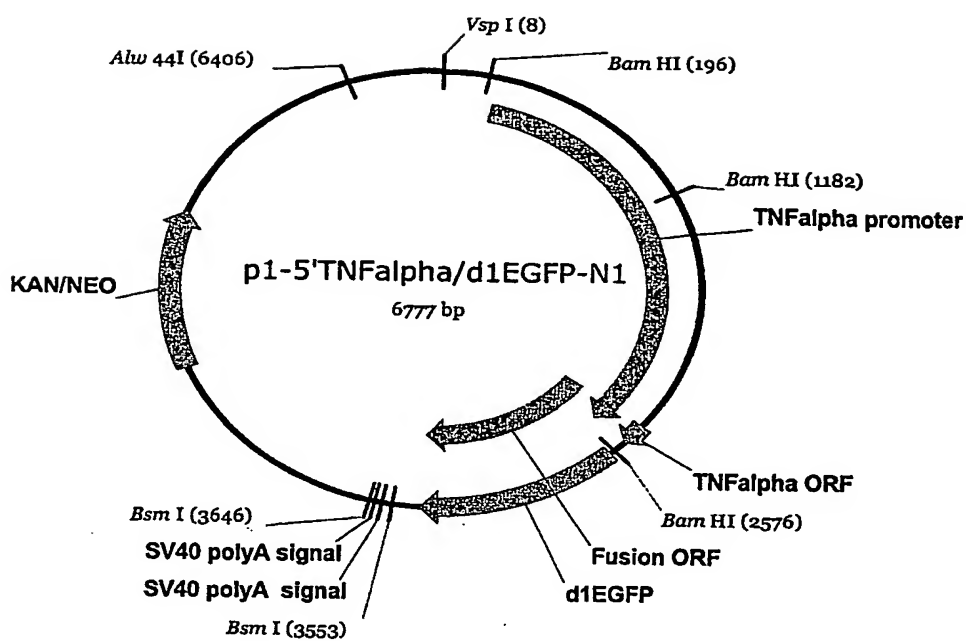 Vsp I (8)
Alw 44I (6406)
Bam HI (196)
Bam HI (1182)
TNFalpha promoter
p1-5'TNFalpha/d1EGFP-N1
6777 bp
KAN/NEO
TNFalpha ORF
Bsm I (3646)
Bam HI (2576)
SV40 polyA signal
Fusion ORF
SV40 polyA signal
d1EGFP
Bsm I (3553)